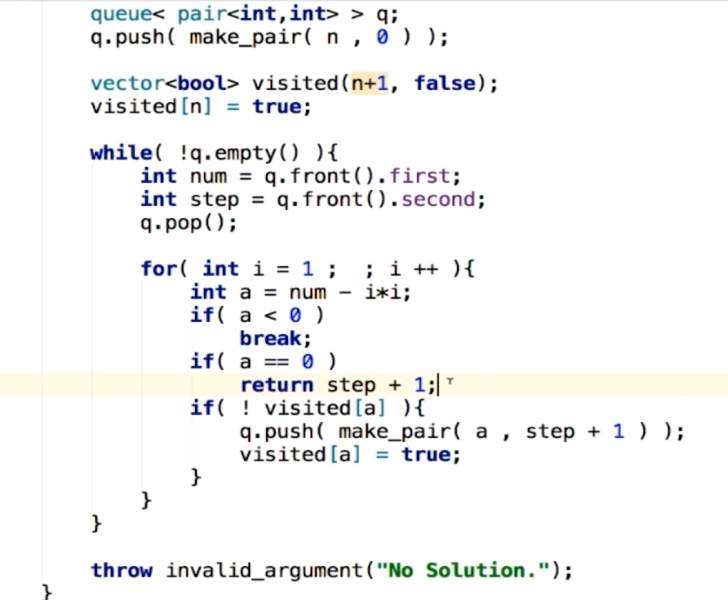 queue< pair<int,int> > q;
q.push( make_pair( n , 0 ) );
vector<bool> visited(n+1, false);
visited[n] = true;
while( !q.empty() ){
int num = q.front().first;
int step = q.front().second;
q.pop();
for( int i = 1 ;  ; i ++ ){
int a = num - i*i;
if( a < 0 )
break;
if( a == 0 )
return step + 1;
if( ! visited[a] ){
q.push( make_pair( a , step + 1 ) );
visited[a] = true;
}
}
}
throw invalid_argument("No Solution.");
}